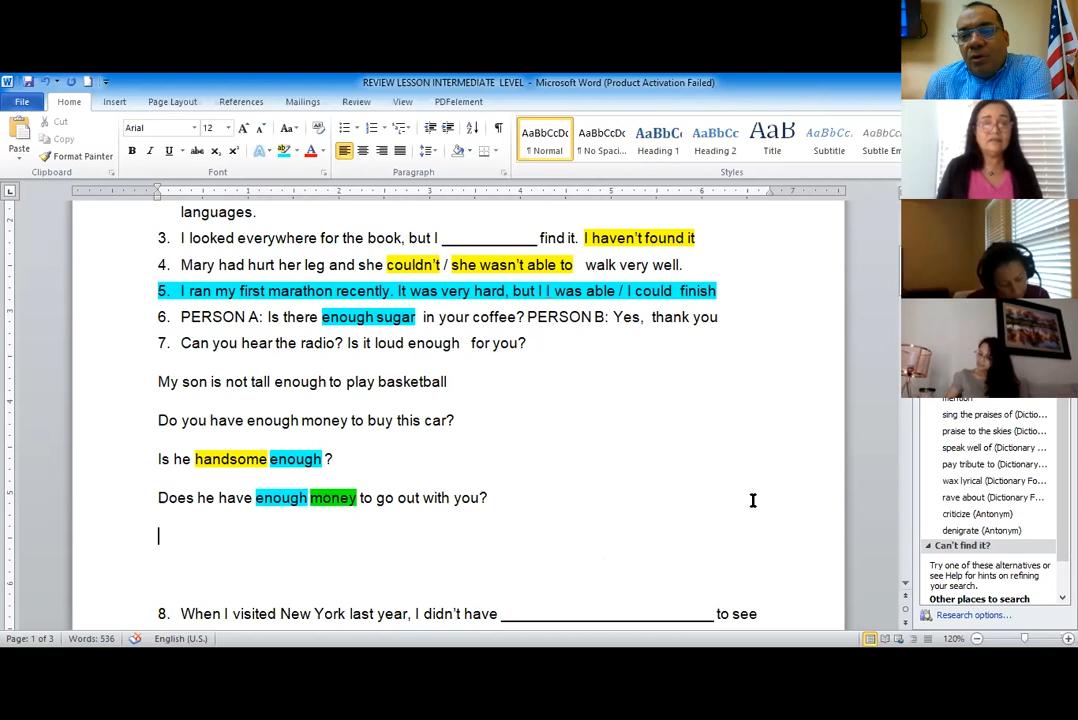 REVIEW LESSON INTERMEDIATE LEVEL - Microsoft Word (Product Activation Failed)
File Home Insert Page Layout References Mailings Review View PDFelement
Paste
Cut
Copy
Format Painter
Clipboard
Arial 12
Font
Paragraph
AaBbCcDc AaBbCcDc AaBbC AaBbCc AaB AaBbCc. AaBbCcDc
¶ Normal ¶ No Spaci... Heading 1 Heading 2 Title Subtitle Subtle Em
Styles
languages.
3. I looked everywhere for the book, but I ____________ find it. I haven't found it
4. Mary had hurt her leg and she couldn't / she wasn't able to walk very well.
5. I ran my first marathon recently. It was very hard, but I I was able / I could finish
6. PERSON A: Is there enough sugar in your coffee? PERSON B: Yes, thank you
7. Can you hear the radio? Is it loud enough for you?
My son is not tall enough to play basketball
Do you have enough money to buy this car?
Is he handsome enough ?
Does he have enough money to go out with you?
8. When I visited New York last year, I didn't have ___________________________ to see
mention
sing the praises of (Dictio...
praise to the skies (Diction...
speak well of (Dictionary ...
pay tribute to (Dictionary...
wax lyrical (Dictionary Fo...
rave about (Dictionary F...
criticize (Antonym)
denigrate (Antonym)
Can't find it?
Try one of these alternatives or
see Help for hints on refining
your search.
Other places to search
Research options...
Page: 1 of 3 Words: 536 English (U.S.) 120%